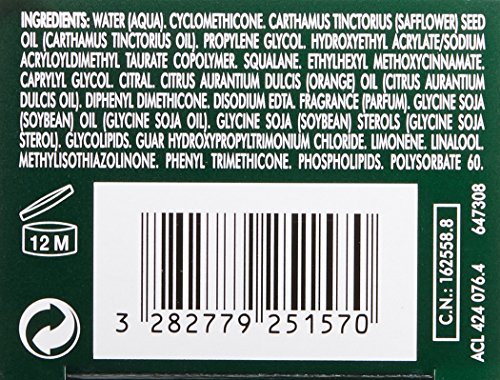 INGREDIENTS: WATER (AQUA). CYCLOMETHICONE. CARTHAMUS TINCTORIUS (SAFFLOWER) SEED
OIL (CARTHAMUS TINCTORIUS OIL). PROPYLENE GLYCOL. HYDROXYETHYL ACRYLATE/SODIUM
ACRYLOYLDIMETHYL TAURATE COPOLYMER. SQUALANE. ETHYLHEXYL METHOXYCINNAMATE.
CAPRYLYL GLYCOL. CITRAL. CITRUS AURANTIUM DULCIS (ORANGE) OIL (CITRUS AURANTIUM
DULCIS OIL). DIPHENYL DIMETHICONE. DISODIUM EDTA. FRAGRANCE (PARFUM). GLYCINE SOJA
(SOYBEAN) OIL (GLYCINE SOJA OIL). GLYCINE SOJA (SOYBEAN) STEROLS (GLYCINE SOJA
STEROL). GLYCOLIPIDS. GUAR HYDROXYPROPYLTRIMONIUM CHLORIDE. LIMONENE. LINALOOL.
METHYLISOTHIAZOLINONE. PHENYL TRIMETHICONE. PHOSPHOLIPIDS. POLYSORBATE 60.
12 M
3 282779 251570
C.N.: 162558.8
ACL 424 076.4 647308